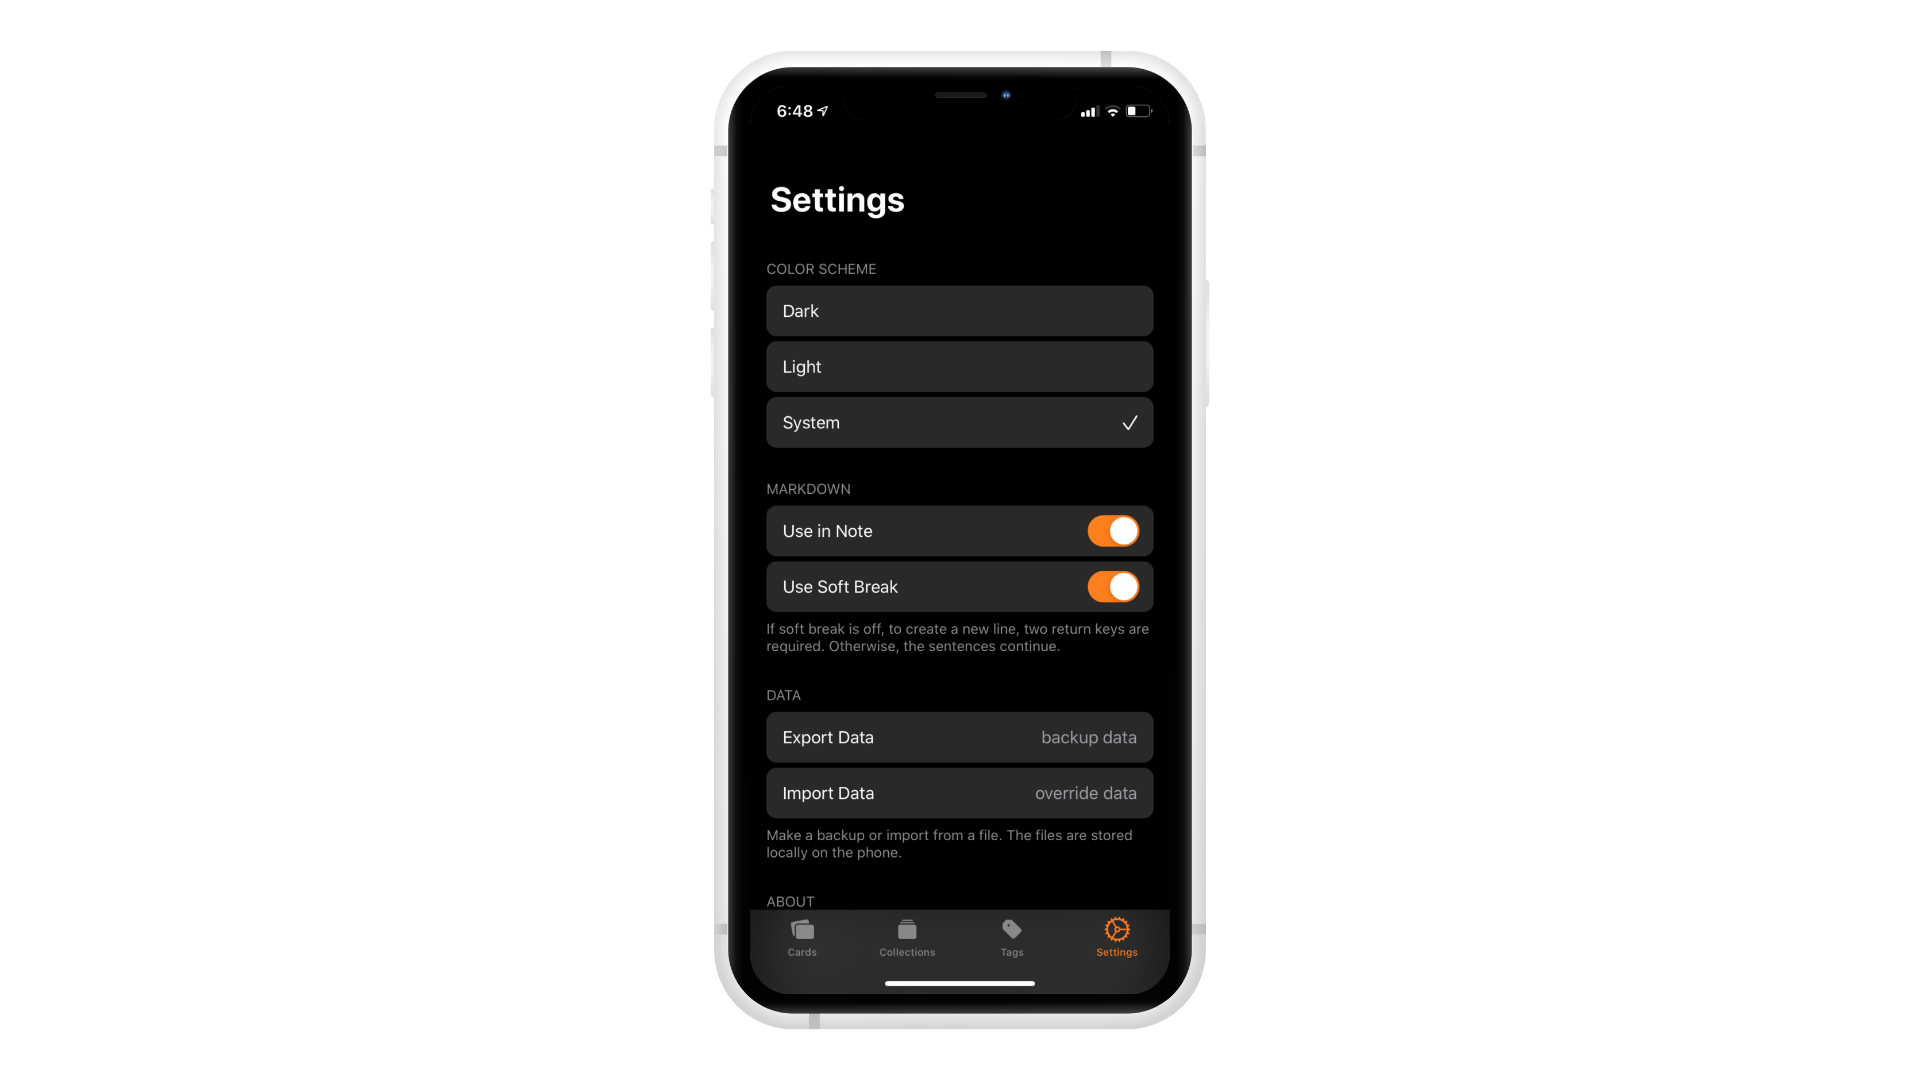 6:48
Settings
COLOR SCHEME
Dark
Light
System
MARKDOWN
Use in Note
Use Soft Break
If soft break is off, to create a new line, two return keys are
required. Otherwise, the sentences continue.
DATA
Export Data backup data
Import Data override data
Make a backup or import from a file. The files are stored
locally on the phone.
ABOUT
Cards Collections Tags Settings